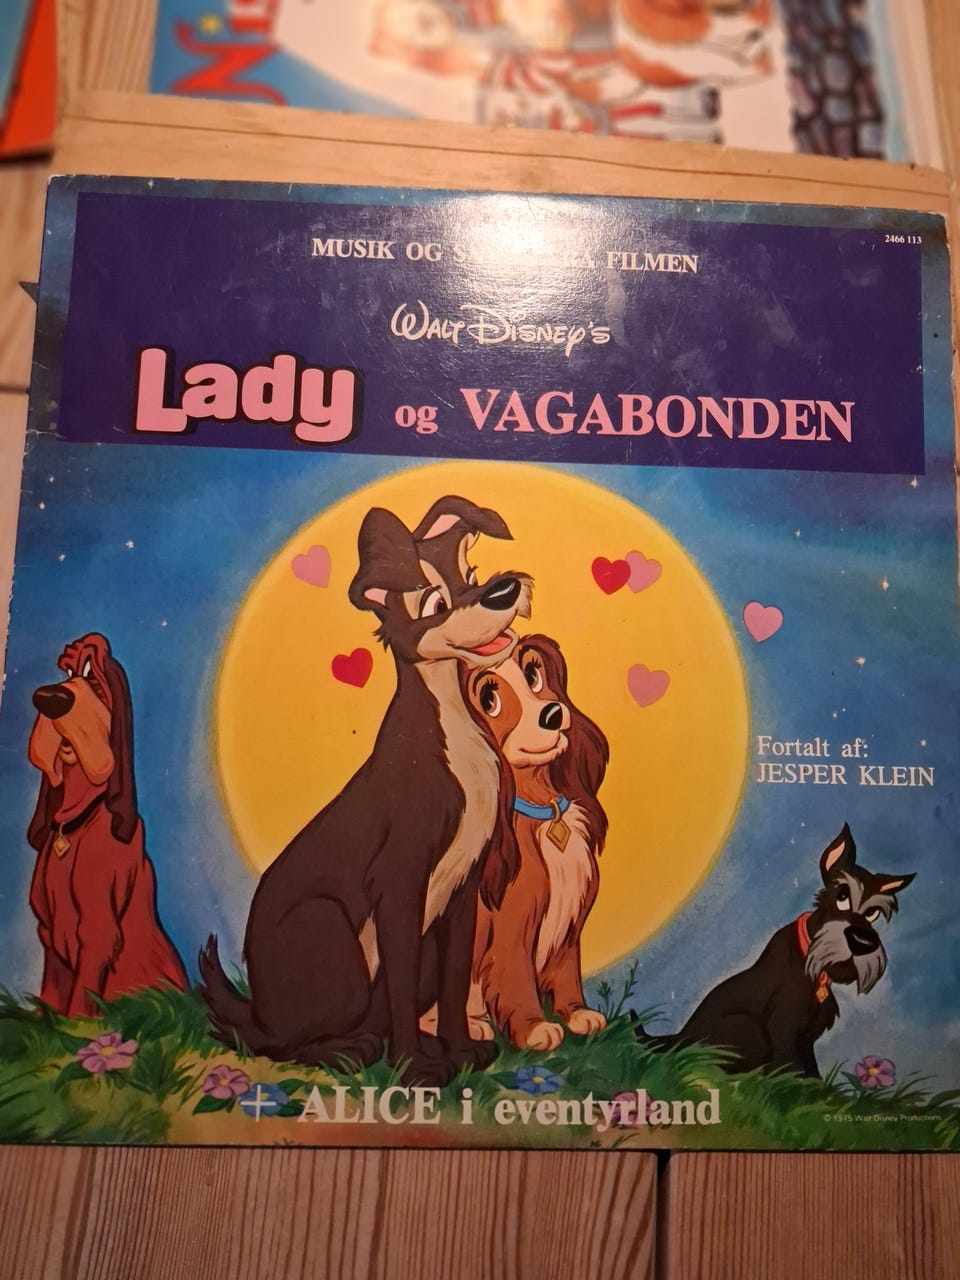 2466 113
MUSIK OG FILMEN
WALT DISNEY'S
Lady og VAGABONDEN
Fortalt af:
JESPER KLEIN
+ ALICE i eventyrland
© 1975 Walt Disney Productions